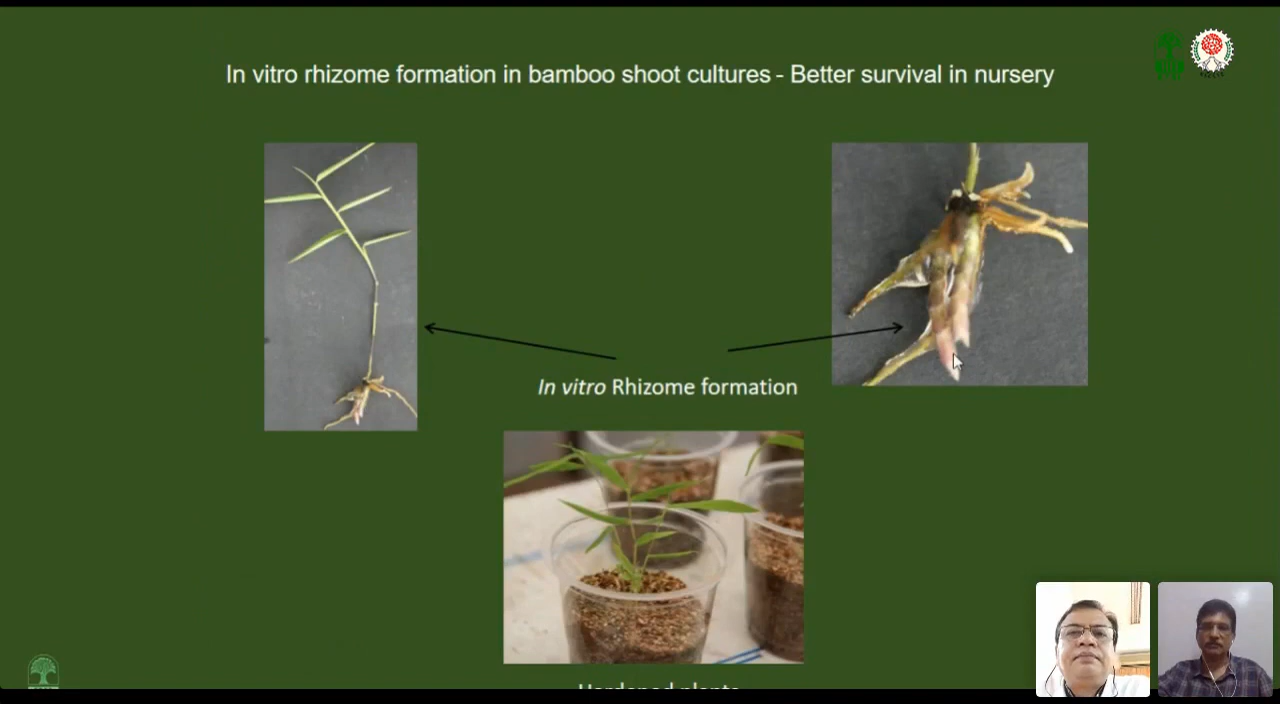 In vitro rhizome formation in bamboo shoot cultures - Better survival in nursery
In vitro Rhizome formation
Hardened plants